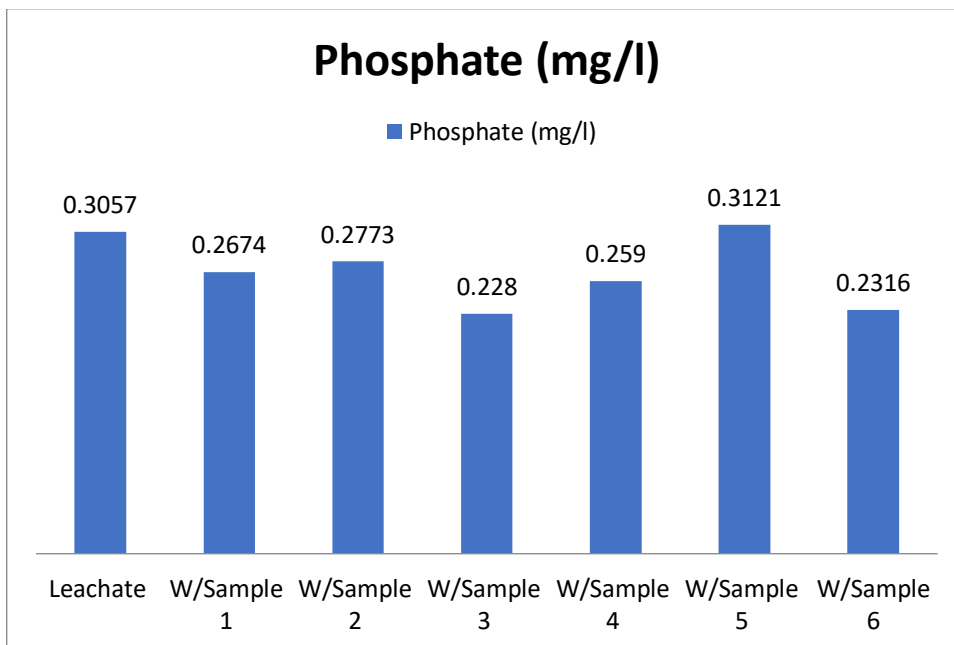 Phosphate (mg/l)
Phosphate (mg/l)
0.3057
0.2674
0.2773
0.228
0.259
0.3121
0.2316
Leachate
W/Sample
1
W/Sample
2
W/Sample
3
W/Sample
4
W/Sample
5
W/Sample
6